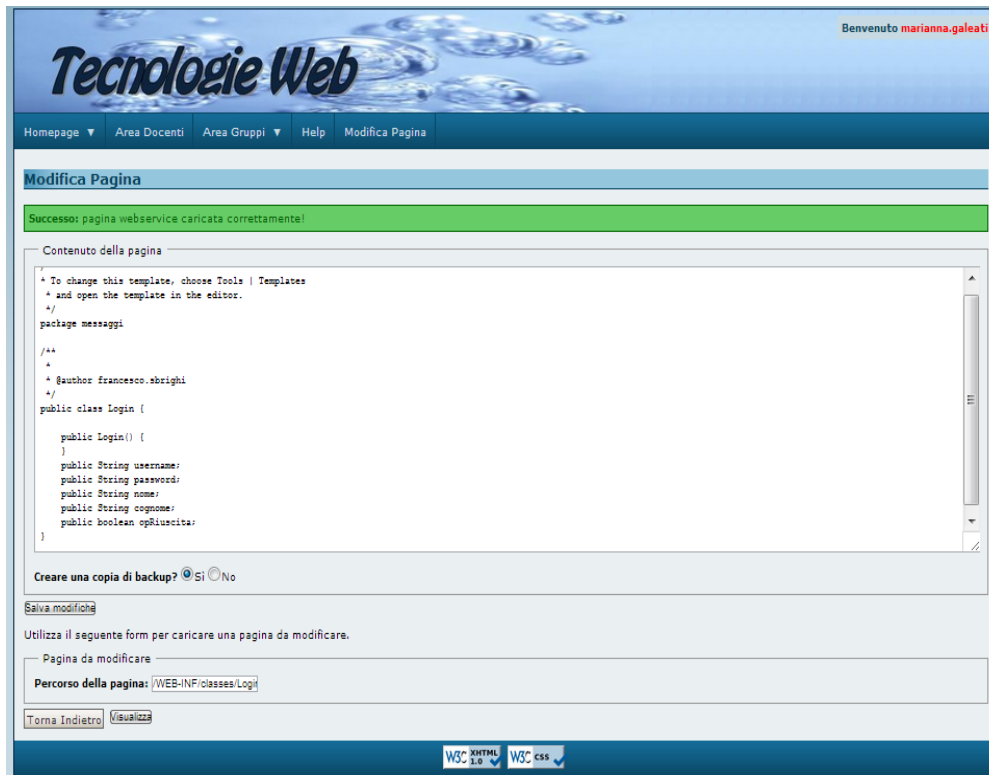 Benvenuto marianna.galeati
Tecnologie Web
Homepage ▼ Area Docenti Area Gruppi ▼ Help Modifica Pagina
Modifica Pagina
Successo: pagina webservice caricata correttamente!
Contenuto della pagina
* To change this template, choose Tools | Templates
* and open the template in the editor.
*/
package messaggi
/**
*
* @author francesco.sbrighi
*/
public class Login {
public Login() {
}
public String username;
public String password;
public String nome;
public String cognome;
public boolean opRiuscita;
}
Creare una copia di backup? Sì No
Salva modifiche
Utilizza il seguente form per caricare una pagina da modificare.
Pagina da modificare
Percorso della pagina: /WEB-INF/classes/Login
Torna Indietro Visualizza
W3C XHTML 1.0 W3C css